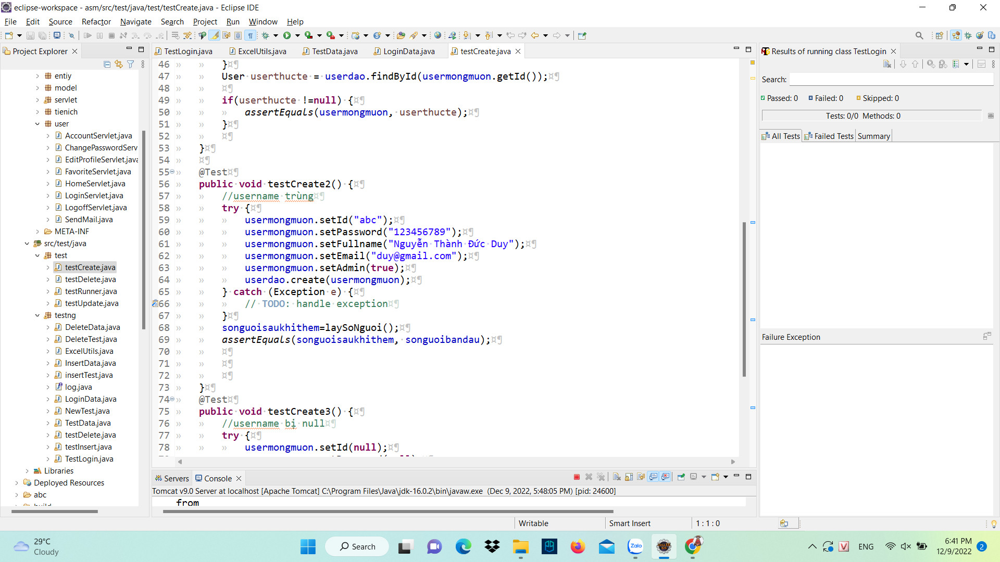 eclipse-workspace - asm/src/test/java/test/testCreate.java - Eclipse IDE
File Edit Source Refactor Navigate Search Project Run Window Help
Project Explorer
entiy
model
servlet
tienich
user
AccountServlet.java
ChangePasswordServ
EditProfileServlet.java
FavoriteServlet.java
HomeServlet.java
LoginServlet.java
LogoffServlet.java
SendMail.java
META-INF
src/test/java
test
testCreate.java
testDelete.java
testRunner.java
testUpdate.java
testng
DeleteData.java
DeleteTest.java
ExcelUtils.java
InsertData.java
insertTest.java
log.java
LoginData.java
NewTest.java
TestData.java
testDelete.java
testInsert.java
TestLogin.java
Libraries
Deployed Resources
abc
TestLogin.java ExcelUtils.java TestData.java LoginData.java testCreate.java
46 » » }¤¶
47 » » User·userthucte·=·userdao.findById(usermongmuon.getId());¤¶
48 » » ¤¶
49 » » if(userthucte·!=null)·{¤¶
50 » » » assertEquals(usermongmuon,·userthucte);¤¶
51 » » }¤¶
52 » » ¤¶
53 » }¤¶
54 » ¤¶
55 » @Test¤¶
56 » public·void·testCreate2()·{¤¶
57 » » //username·trùng¤¶
58 » » try·{¤¶
59 » » » usermongmuon.setId("abc");¤¶
60 » » » usermongmuon.setPassword("123456789");¤¶
61 » » » usermongmuon.setFullname("Nguyễn·Thành·Đức·Duy");¤¶
62 » » » usermongmuon.setEmail("duy@gmail.com");¤¶
63 » » » usermongmuon.setAdmin(true);¤¶
64 » » » userdao.create(usermongmuon);¤¶
65 » » }·catch·(Exception·e)·{¤¶
66 » » » //·TODO:·handle·exception¤¶
67 » » }¤¶
68 » » songuoisaukhithem=laySoNguoi();¤¶
69 » » assertEquals(songuoisaukhithem,·songuoibandau);¤¶
70 » » ¤¶
71 » » ¤¶
72 » » ¤¶
73 » }¤¶
74 » @Test¤¶
75 » public·void·testCreate3()·{¤¶
76 » » //username·bị·null¤¶
77 » » try·{¤¶
78 » » » usermongmuon.setId(null);¤¶
Servers Console
Tomcat v9.0 Server at localhost [Apache Tomcat] C:\Program Files\Java\jdk-16.0.2\bin\javaw.exe (Dec 9, 2022, 5:48:05 PM) [pid: 24600]
from
Results of running class TestLogin
Search:
Passed: 0 Failed: 0 Skipped: 0
Tests: 0/0 Methods: 0
All Tests Failed Tests Summary
Failure Exception
Writable Smart Insert 1 : 1 : 0
29°C
Cloudy
Search
Zalo
ENG
6:41 PM
12/9/2022
2